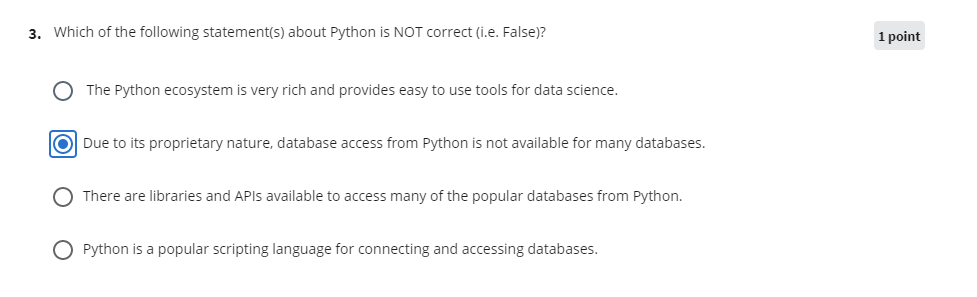 3. Which of the following statement(s) about Python is NOT correct (i.e. False)?
1 point
The Python ecosystem is very rich and provides easy to use tools for data science.
Due to its proprietary nature, database access from Python is not available for many databases.
There are libraries and APIs available to access many of the popular databases from Python.
Python is a popular scripting language for connecting and accessing databases.